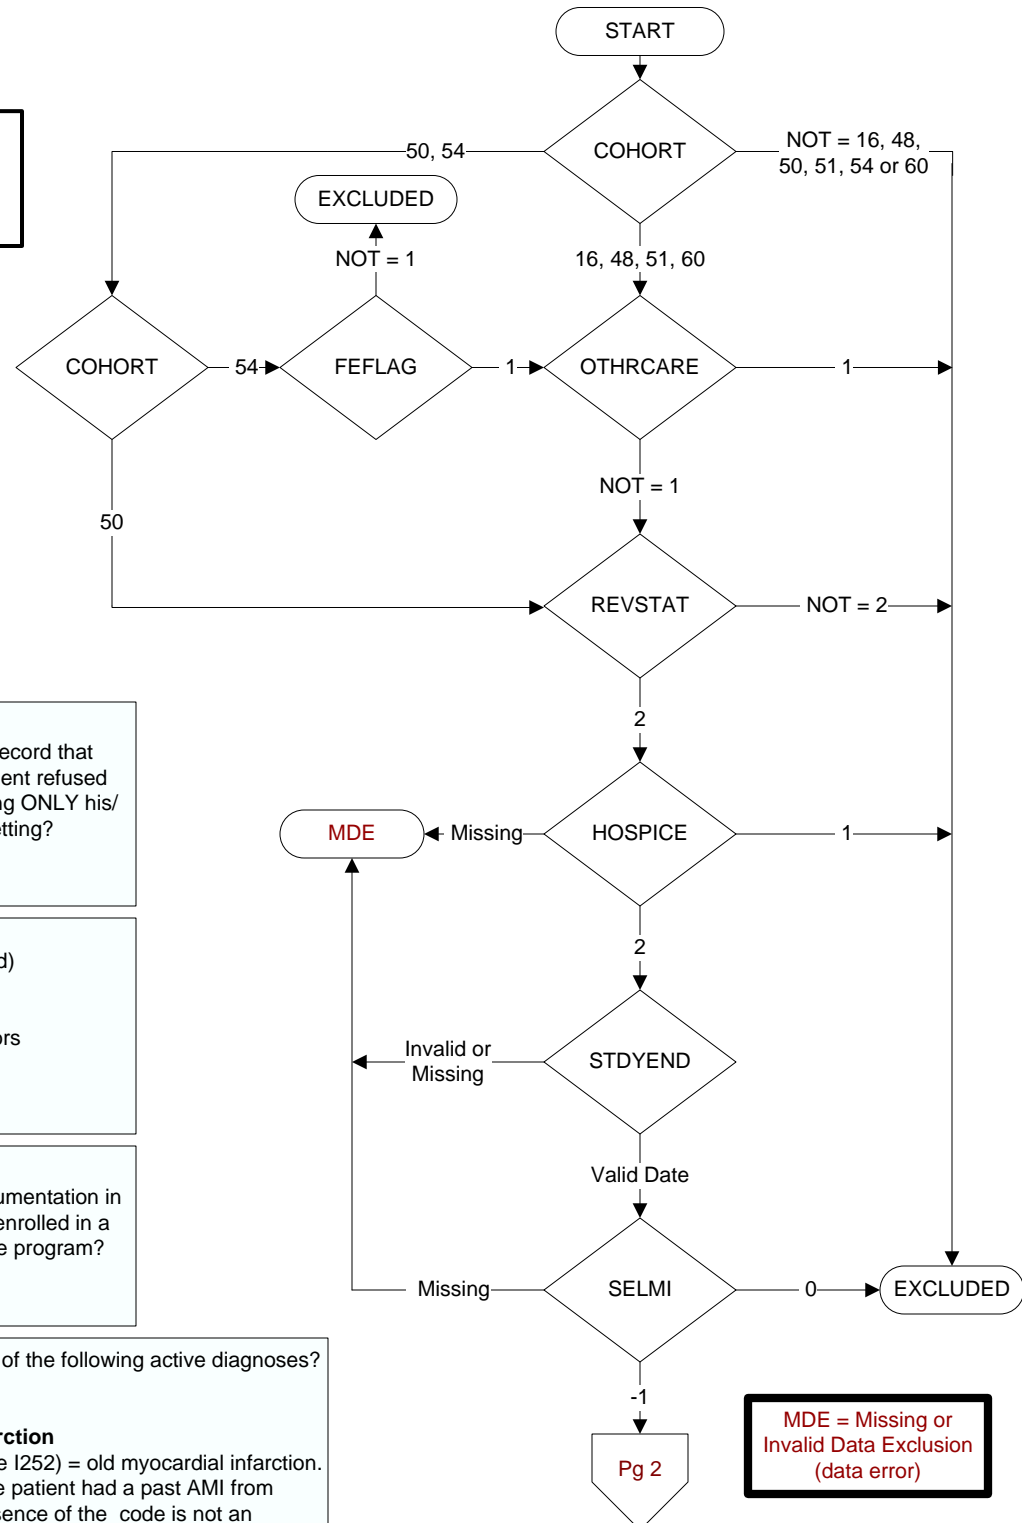 START
COHORT
50, 54
NOT = 16, 48,
50, 51, 54 or 60
EXCLUDED
NOT = 1
16, 48, 51, 60
COHORT
54
FEFLAG
1
OTHRCARE
1
NOT = 1
50
REVSTAT
NOT = 2
2
ecord that
ent refused
ng ONLY his/
etting?
MDE
Missing
HOSPICE
1
2
d)
ors
Invalid or
Missing
STDYEND
Valid Date
umentation in
enrolled in a
e program?
Missing
SELMI
0
EXCLUDED
of the following active diagnoses?
-1
rction
e I252) = old myocardial infarction.
e patient had a past AMI from
sence of the code is not an
Pg 2
MDE = Missing or
Invalid Data Exclusion
(data error)